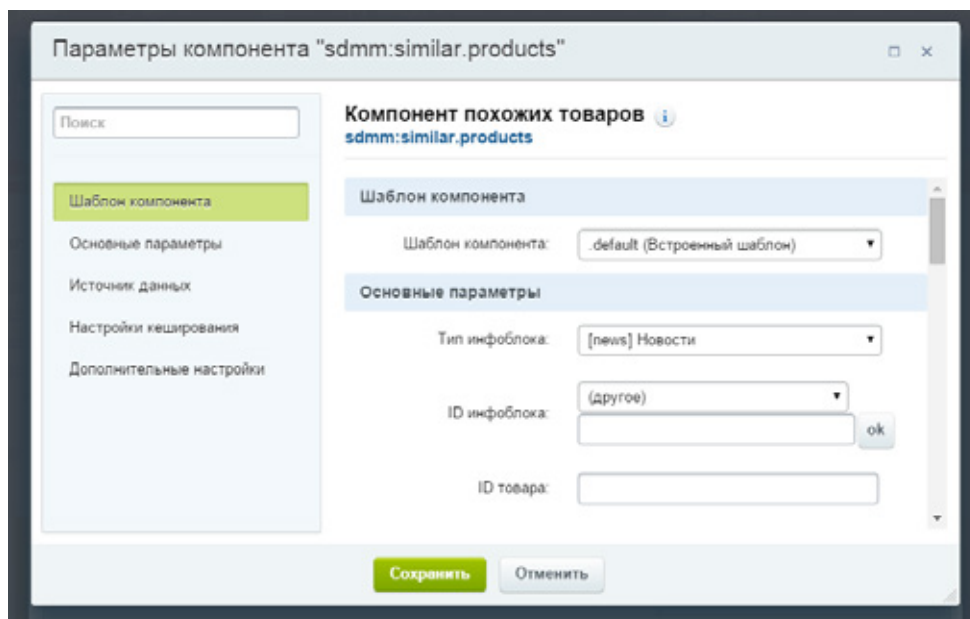 Параметры компонента "sdmm:similar.products"
Поиск
Шаблон компонента
Основные параметры
Источник данных
Настройки кеширования
Дополнительные настройки
Компонент похожих товаров
sdmm:similar.products
Шаблон компонента
Шаблон компонента: .default (Встроенный шаблон)
Основные параметры
Тип инфоблока: [news] Новости
ID инфоблока: (другое)
ok
ID товара:
Сохранить Отменить